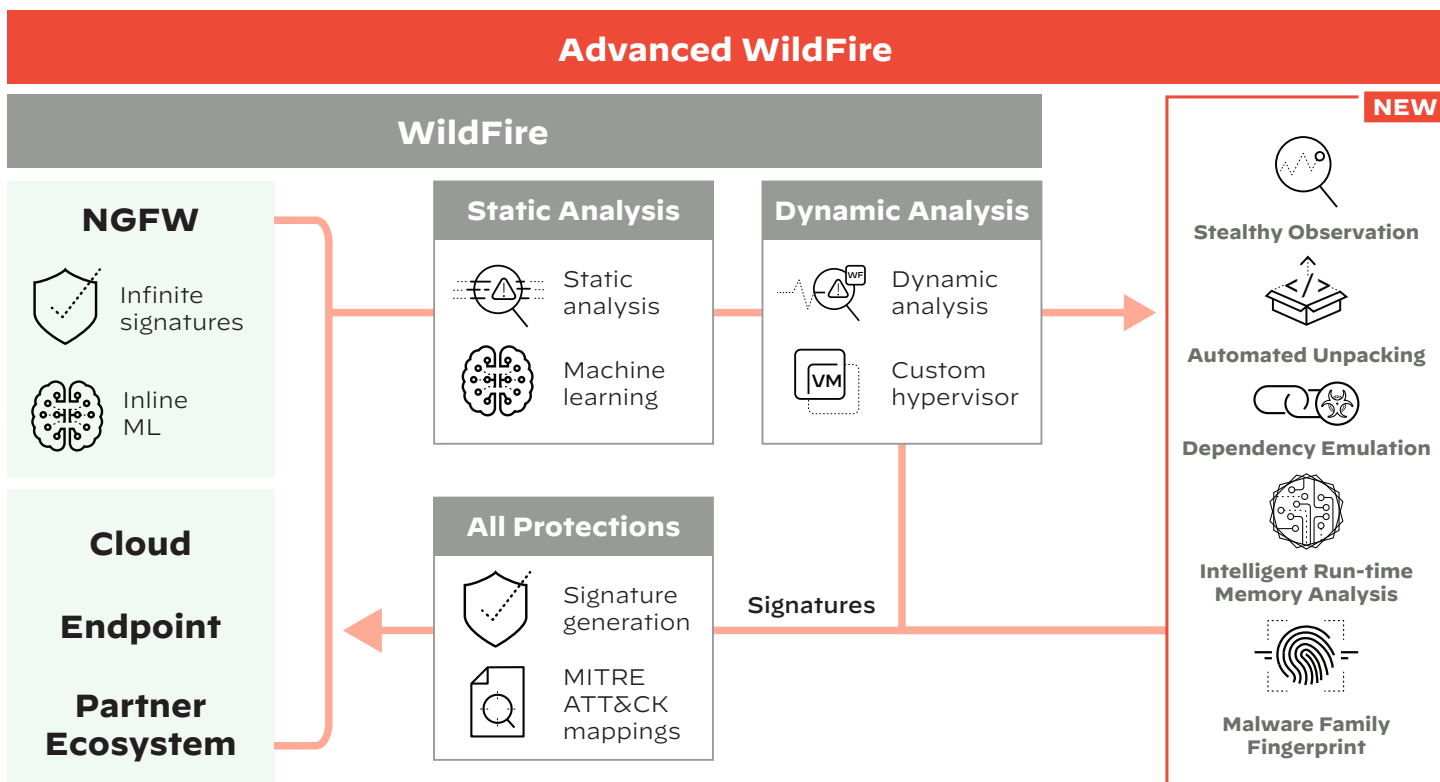 Advanced WildFire
WildFire
NEW
NGFW
Infinite
signatures
Inline
ML
Cloud
Endpoint
Partner
Ecosystem
Static Analysis
Static
analysis
Machine
learning
Dynamic Analysis
WF
Dynamic
analysis
VM
Custom
hypervisor
All Protections
Signature
generation
MITRE
ATT&CK
mappings
Signatures
Stealthy Observation
</>
Automated Unpacking
Dependency Emulation
Intelligent Run-time
Memory Analysis
Malware Family
Fingerprint